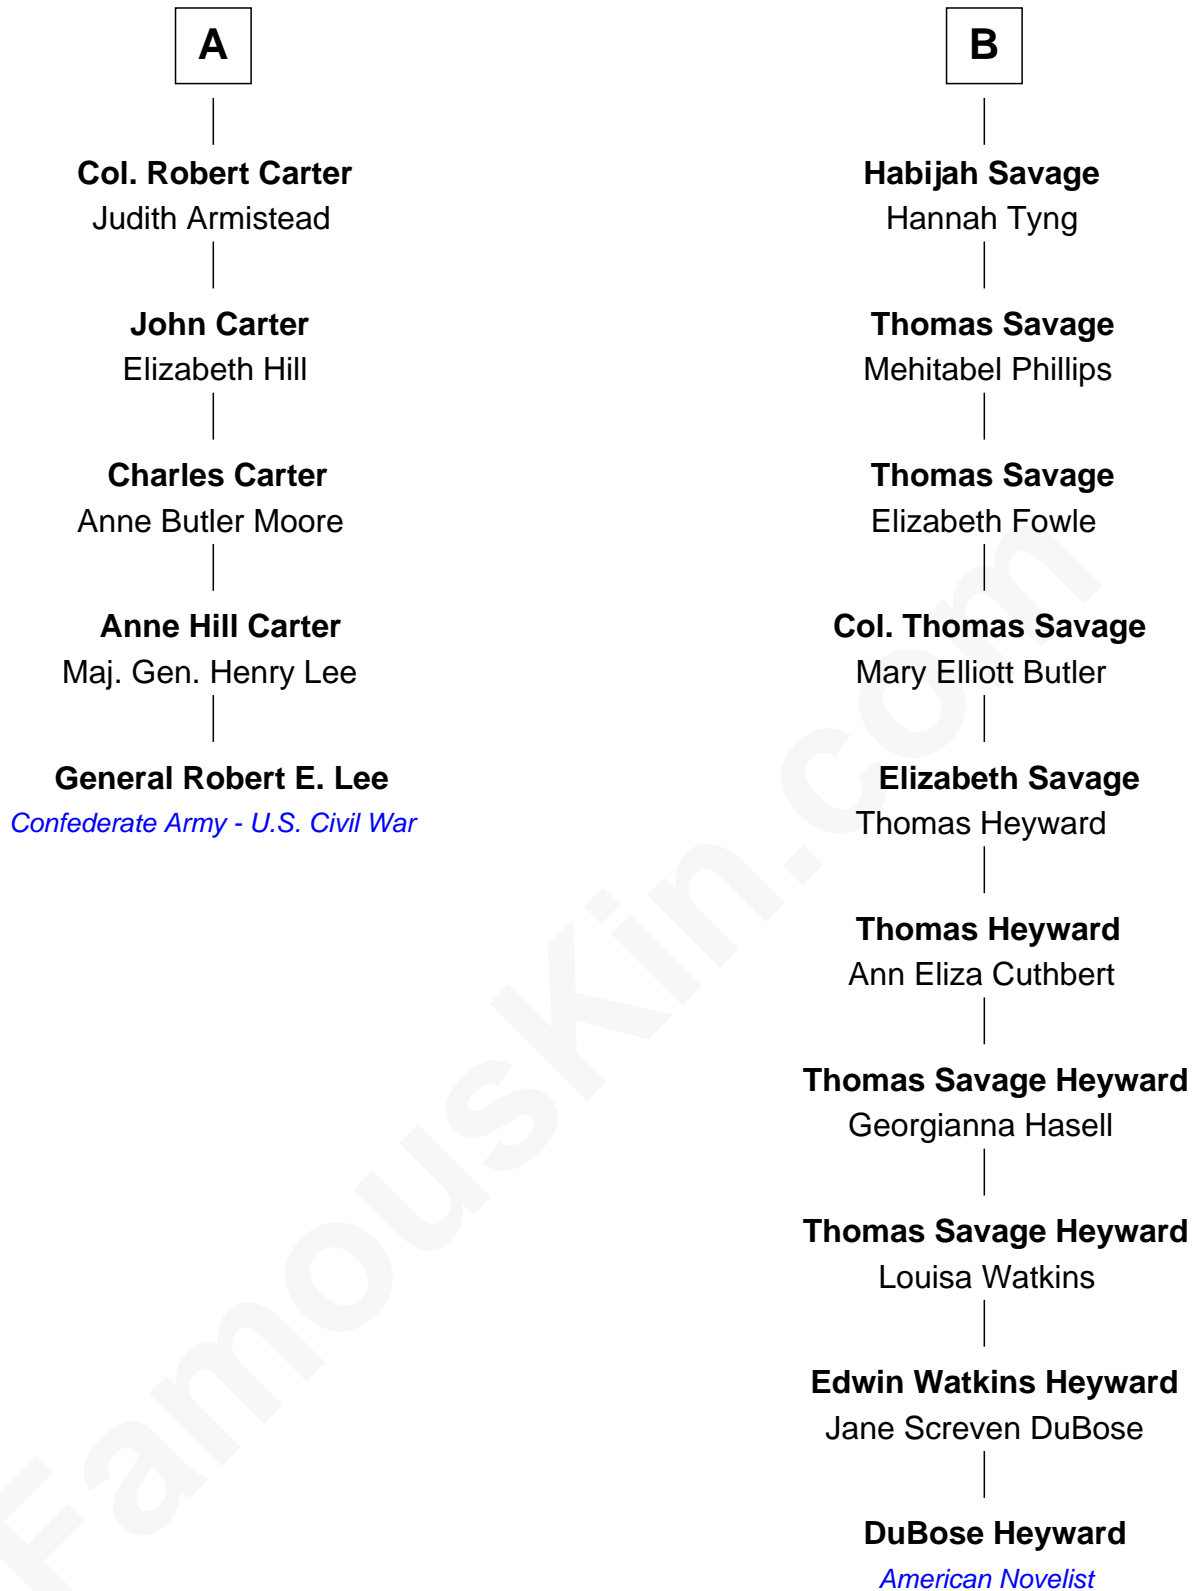 A
Col. Robert Carter
Judith Armistead
John Carter
Elizabeth Hill
Charles Carter
Anne Butler Moore
Anne Hill Carter
Maj. Gen. Henry Lee
General Robert E. Lee
Confederate Army - U.S. Civil War
B
Habijah Savage
Hannah Tyng
Thomas Savage
Mehitabel Phillips
Thomas Savage
Elizabeth Fowle
Col. Thomas Savage
Mary Elliott Butler
Elizabeth Savage
Thomas Heyward
Thomas Heyward
Ann Eliza Cuthbert
Thomas Savage Heyward
Georgianna Hasell
Thomas Savage Heyward
Louisa Watkins
Edwin Watkins Heyward
Jane Screven DuBose
DuBose Heyward
American Novelist
FamousKin.com